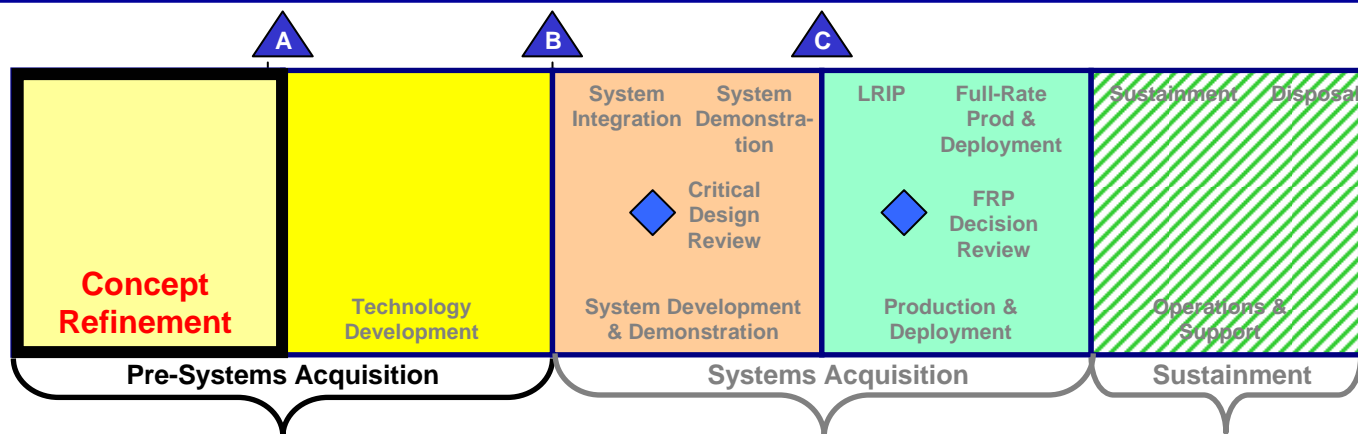 A
B
C
System
Integration
System
Demonstra-
tion
LRIP
Full-Rate
Prod &
Deployment
Sustainment
Disposal
Critical
Design
Review
FRP
Decision
Review
Concept
Refinement
Technology
Development
System Development
& Demonstration
Production &
Deployment
Operations &
Support
Pre-Systems Acquisition
Systems Acquisition
Sustainment